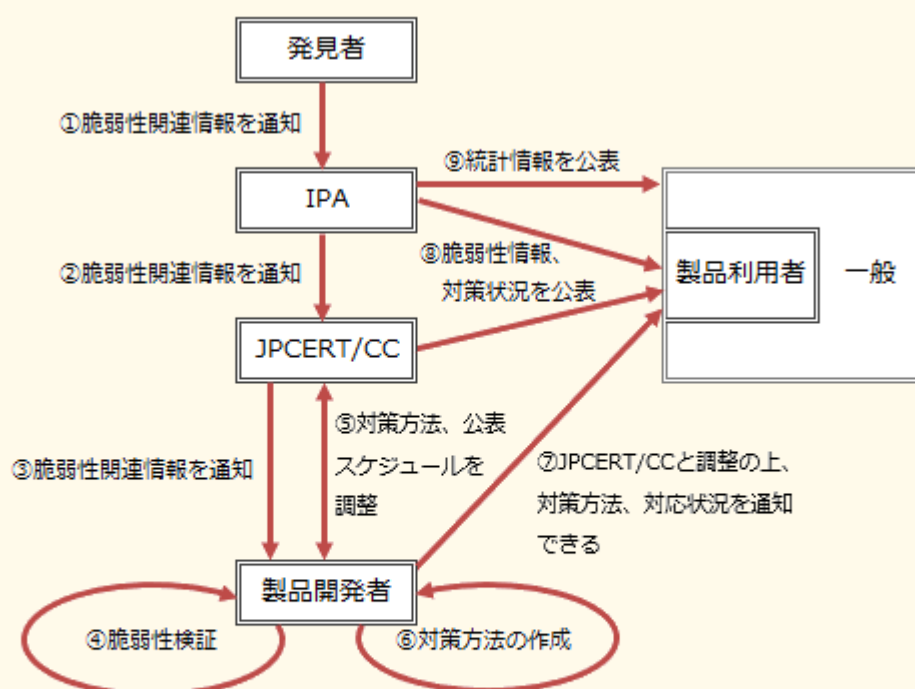 発見者
①脆弱性関連情報を通知
⑨統計情報を公表
IPA
②脆弱性関連情報を通知
⑧脆弱性情報、
対策状況を公表
製品利用者
一般
JPCERT/CC
③脆弱性関連情報を通知
⑤対策方法、公表
スケジュールを
調整
⑦JPCERT/CCと調整の上、
対策方法、対応状況を通知
できる
製品開発者
④脆弱性検証
⑥対策方法の作成